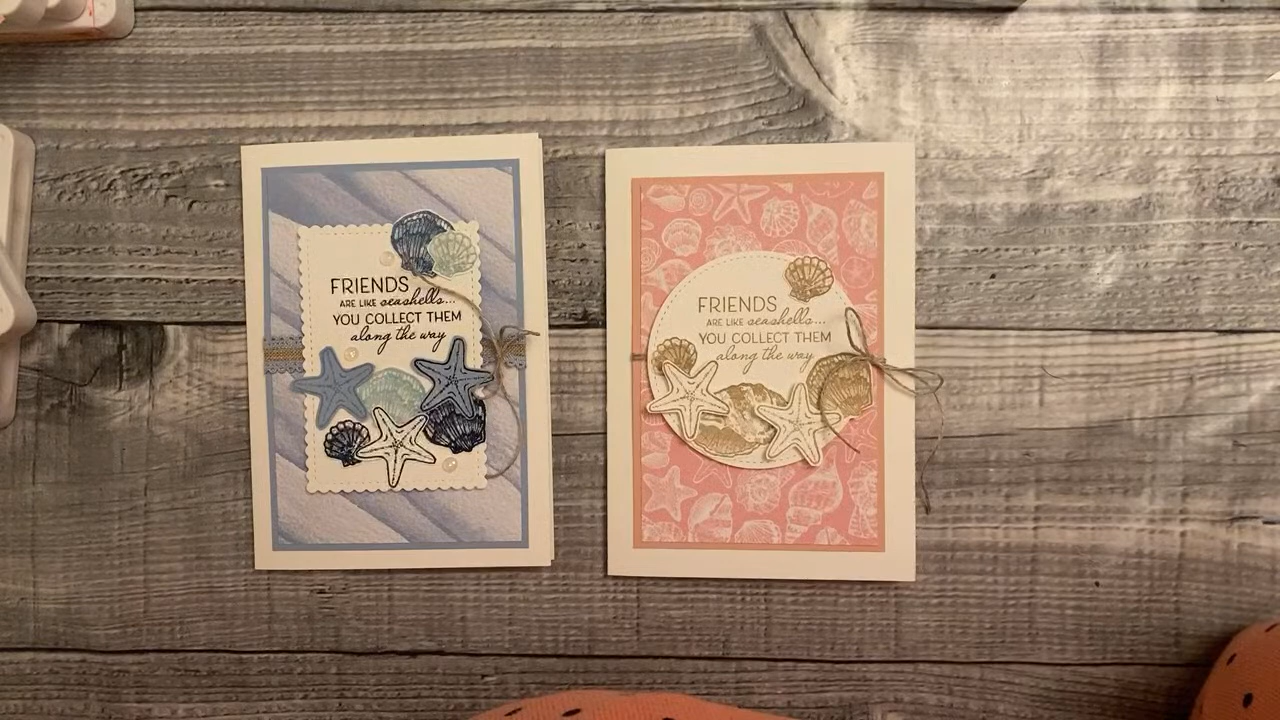 FRIENDS
ARE LIKE seashells...
YOU COLLECT THEM
along the way
FRIENDS
ARE LIKE seashells...
YOU COLLECT THEM
along the way